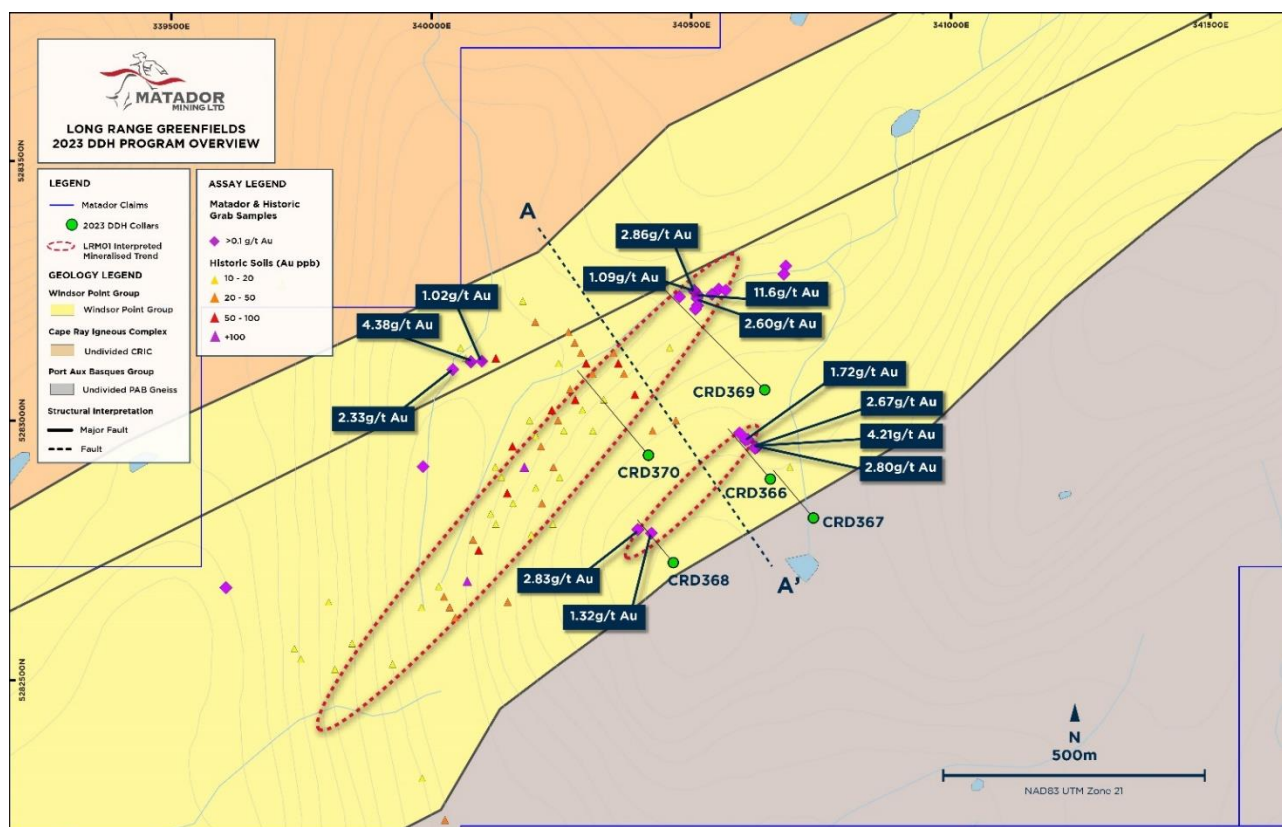 339500E
340000E
340500E
341000E
341500E
5283500N
5283000N
5282500N
MATADOR
MINING LTD
LONG RANGE GREENFIELDS
2023 DDH PROGRAM OVERVIEW
LEGEND
Matador Claims
2023 DDH Collars
LRM01 Interpreted
Mineralised Trend
GEOLOGY LEGEND
Windsor Point Group
Windsor Point Group
Cape Ray Igneous Complex
Undivided CRIC
Port Aux Basques Group
Undivided PAB Gneiss
Structural Interpretation
Major Fault
Fault
ASSAY LEGEND
Matador & Historic
Grab Samples
>0.1 g/t Au
Historic Soils (Au ppb)
10 - 20
20 - 50
50 - 100
+100
A
2.86g/t Au
1.09g/t Au
11.6g/t Au
2.60g/t Au
1.02g/t Au
4.38g/t Au
2.33g/t Au
CRD369
1.72g/t Au
2.67g/t Au
4.21g/t Au
2.80g/t Au
CRD370
CRD366
CRD367
CRD368
2.83g/t Au
1.32g/t Au
A'
N
500m
NAD83 UTM Zone 21